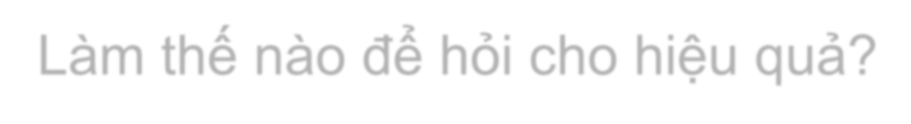 Làm thế nào để hỏi cho hiệu quả?